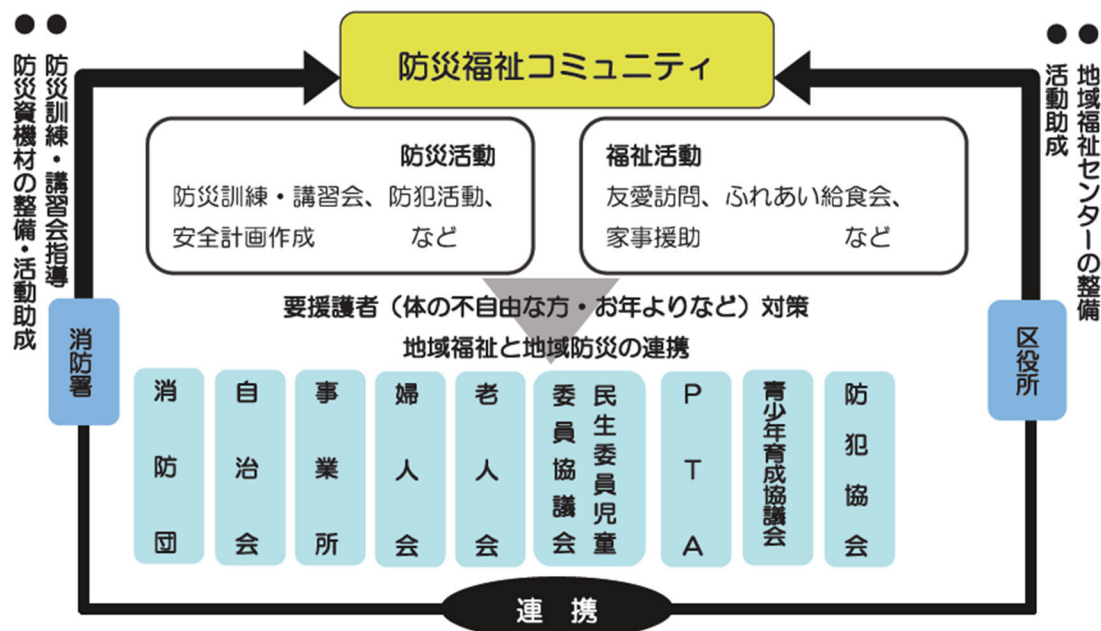 防災福祉コミュニティ
● 防災訓練・講習会指導
● 防災資機材の整備・活動助成
● 地域福祉センターの整備
● 活動助成
防災活動
防災訓練・講習会、防犯活動、
安全計画作成 など
福祉活動
友愛訪問、ふれあい給食会、
家事援助 など
要援護者（体の不自由な方・お年よりなど）対策
地域福祉と地域防災の連携
消防署
区役所
消防団
自治会
事業所
婦人会
老人会
民生委員児童
委員協議会
PTA
青少年育成協議会
防犯協会
連携